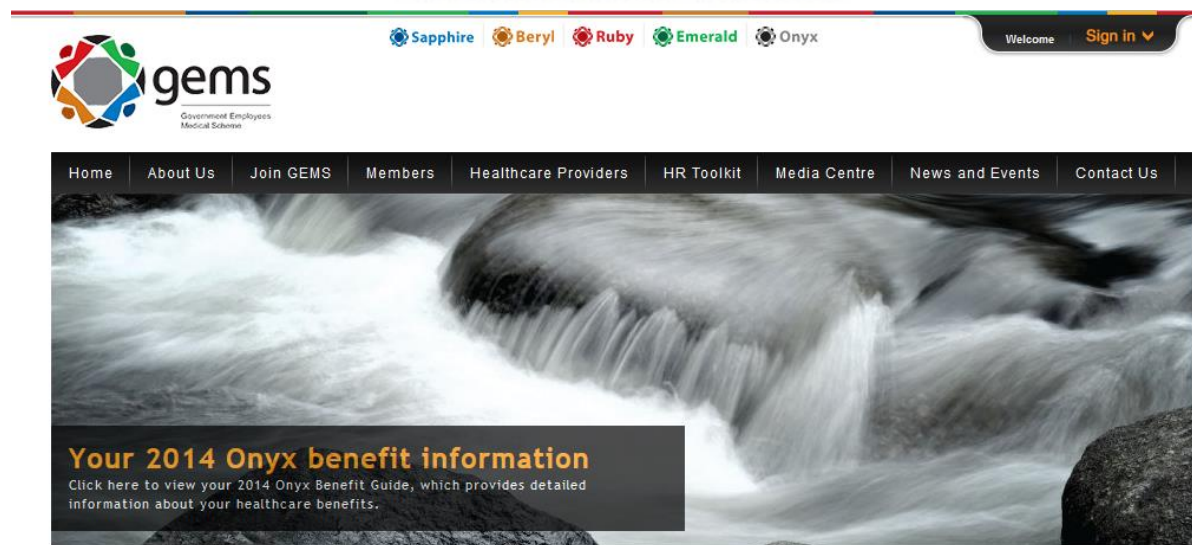 Sapphire Beryl Ruby Emerald Onyx
Welcome Sign in
gems
Government Employees
Medical Scheme
Home About Us Join GEMS Members Healthcare Providers HR Toolkit Media Centre News and Events Contact Us
Your 2014 Onyx benefit information
Click here to view your 2014 Onyx Benefit Guide, which provides detailed
information about your healthcare benefits.